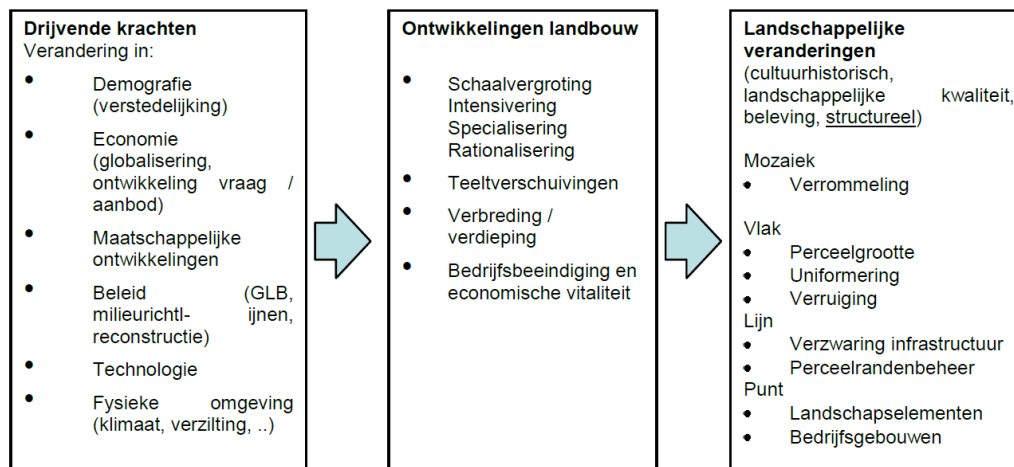 Drijvende krachten
Verandering in:
• Demografie
(verstedelijking)
• Economie
(globalisering,
ontwikkeling vraag /
aanbod)
• Maatschappelijke
ontwikkelingen
• Beleid (GLB,
milieurichtl- ijnen,
reconstructie)
• Technologie
• Fysieke omgeving
(klimaat, verzilting, ..)
Ontwikkelingen landbouw
• Schaalvergroting
Intensivering
Specialisering
Rationalisering
• Teeltverschuivingen
• Verbreding /
verdieping
• Bedrijfsbeeindiging en
economische vitaliteit
Landschappelijke
veranderingen
(cultuurhistorisch,
landschappelijke kwaliteit,
beleving, structureel)
Mozaiek
• Verrommeling
Vlak
• Perceelgrootte
• Uniformering
• Verruiging
Lijn
• Verzwaring infrastructuur
• Perceelrandenbeheer
Punt
• Landschapselementen
• Bedrijfsgebouwen